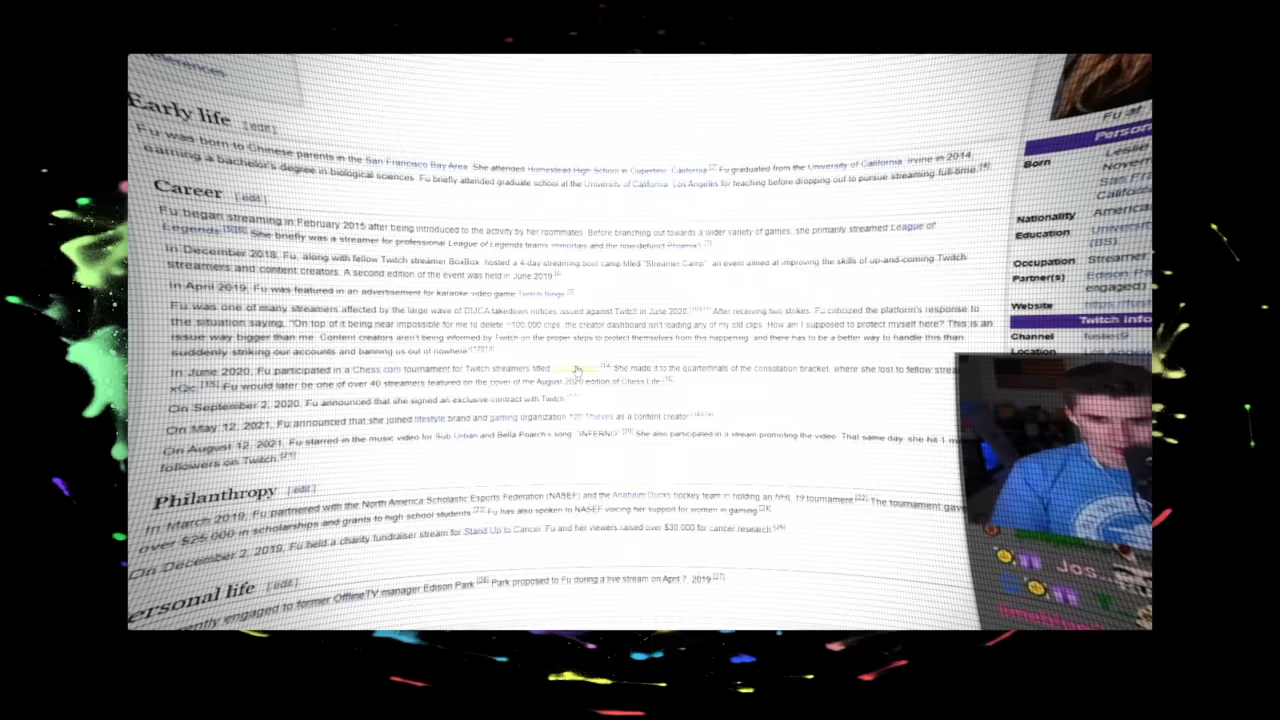 Early life [edit]
Fu was born to Chinese parents in the San Francisco Bay Area. She attended Homestead High School in Cupertino, California. Fu graduated from the University of California, Irvine in 2014,
a bachelor's degree in biological sciences. Fu briefly attended graduate school at the University of California, Los Angeles for teaching before dropping out to pursue streaming full-time.[4]
Career [edit]
Fu began streaming in February 2015 after being introduced to the activity by her roommates. Before branching out towards a wider variety of games, she primarily streamed League of
She briefly was a streamer for professional League of Legends teams Immortals and the now-defunct
In December 2018, Fu, along with fellow Twitch streamer BoxBox, hosted a 4-day streaming boot camp titled "Streamer Camp", an event aimed at improving the skills of up-and-coming Twitch
streamers and content creators. A second edition of the event was held in June 2019.
In April 2019, Fu was featured in an advertisement for karaoke video game Twitch Sings.
Fu was one of many streamers affected by the large wave of DMCA takedown notices issued against Twitch in June 2020. After receiving two strikes, Fu criticized the platform's response to
the situation saying, "On top of it being near impossible for me to delete >100,000 clips, the creator dashboard isn't loading any of my old clips. How am I supposed to protect myself here? This is an
issue way bigger than me. Content creators aren't being informed by Twitch on the proper steps to protect themselves from this happening, and there has to be a better way to handle this than
suddenly striking our accounts and banning us out of nowhere"
In June 2020, Fu participated in a Chess.com tournament for Twitch streamers titled She made it to the quarterfinals of the consolation bracket, where she lost to fellow
xQc. Fu would later be one of over 40 streamers featured on the cover of the August 2020 edition of Chess Life.
On September 2, 2020, Fu announced that she signed an exclusive contract with Twitch.
On May 12, 2021, Fu announced that she joined lifestyle brand and gaming organization 100 Thieves as a content creator.
August 12, 2021, Fu starred in the music video for Sub Urban and Bella Poarch's song "INFERNO". She also participated in a stream promoting the video. That same day, she hit 1
followers on Twitch.
Philanthropy [edit]
In March Fu partnered with the North America Scholastic Esports Federation (NASEF) and the Anaheim Ducks hockey team in holding an NHL 19 tournament. The tournament gave
over scholarships and grants to high school students. Fu has also spoken to NASEF voicing her support for women in gaming.
On December 2, 2019, Fu held a charity fundraiser stream for Stand Up to Cancer. Fu and her viewers raised over $30,000 for cancer research.
ersonal life [edit]
engaged to former OfflineTV manager Edison Park. Park proposed to Fu during a live stream on April 7, 2019.
Person
Born
Nationality
Education
Occupation Streamer
Partner(s)
engaged)
Website
Twitch info
Channel
Location
Jos